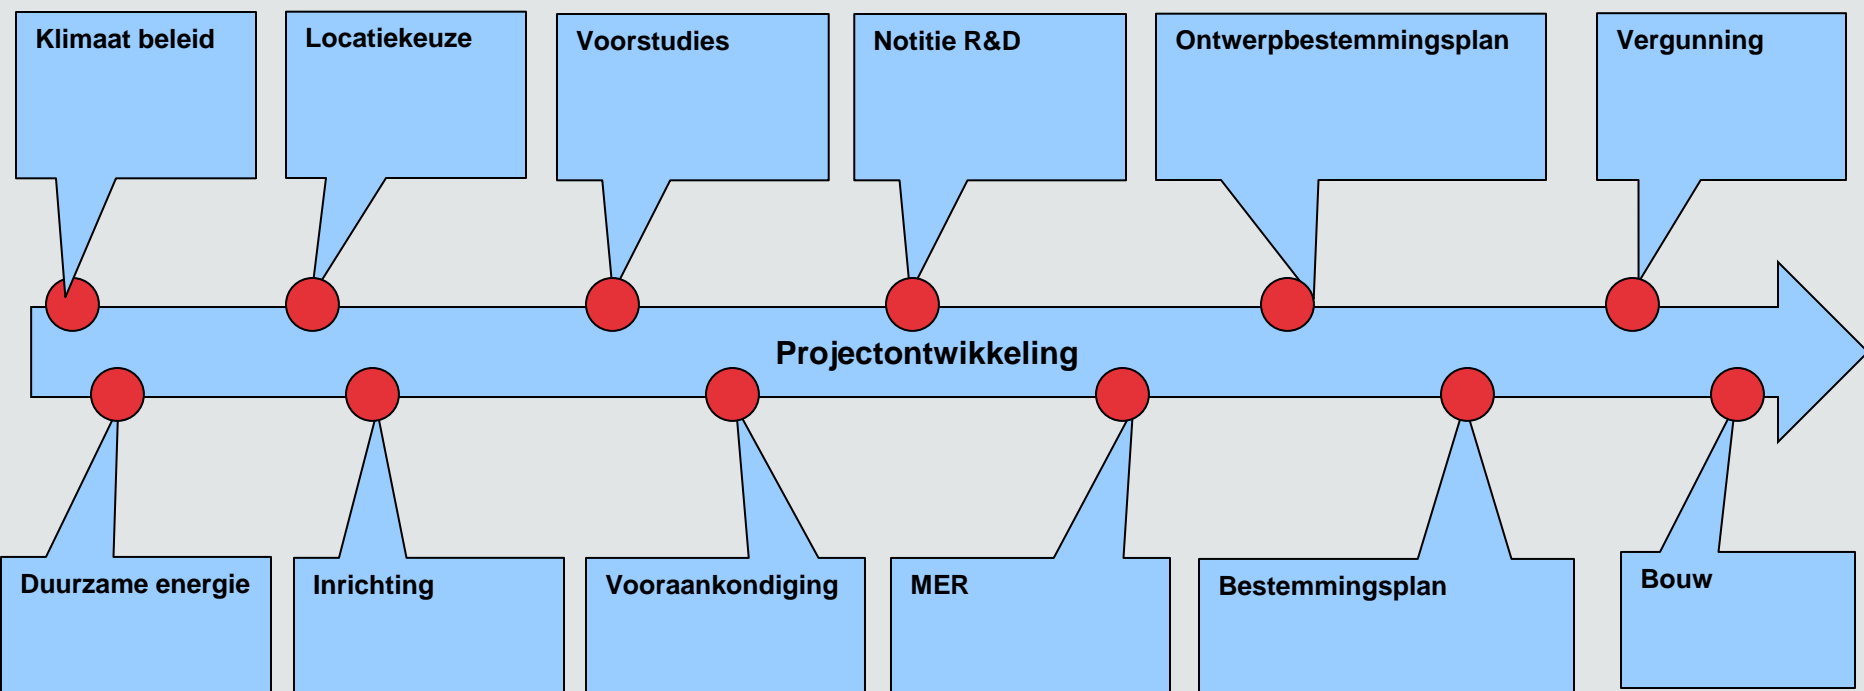 Klimaat beleid
Locatiekeuze
Voorstudies
Notitie R&D
Ontwerpbestemmingsplan
Vergunning
Projectontwikkeling
Duurzame energie
Inrichting
Vooraankondiging
MER
Bestemmingsplan
Bouw